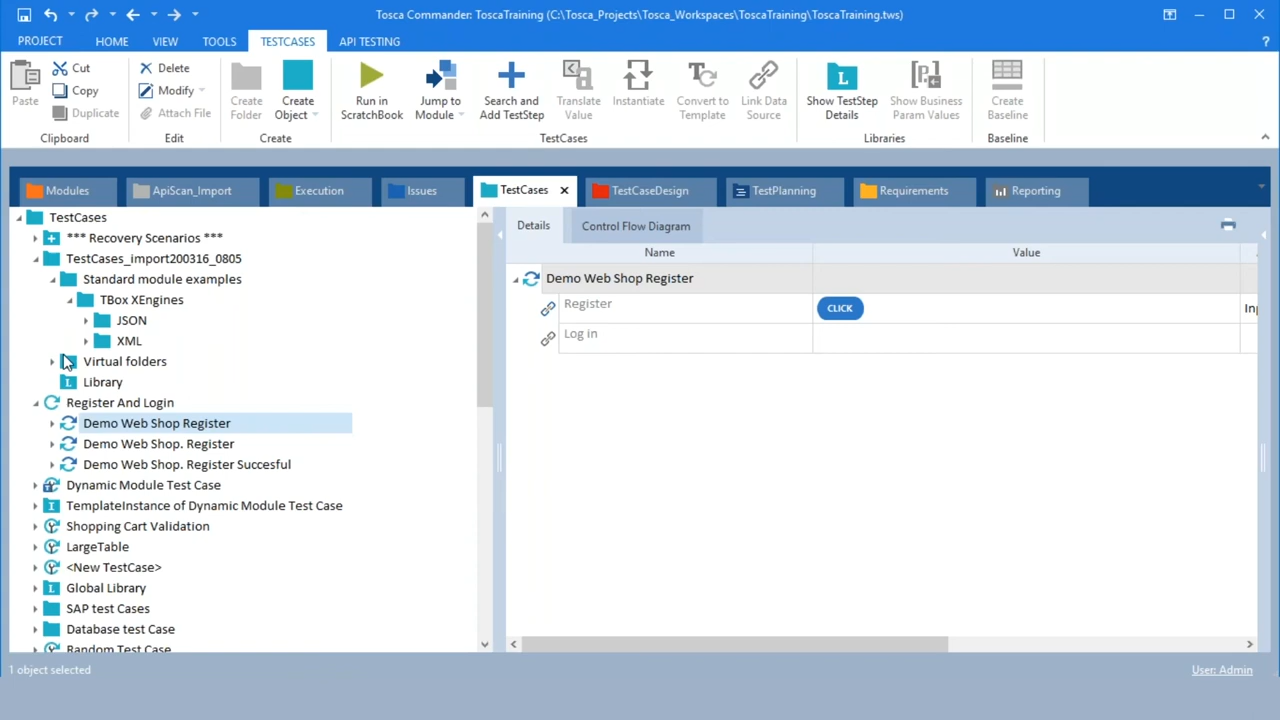 Tosca Commander: ToscaTraining (C:\Tosca_Projects\Tosca_Workspaces\ToscaTraining\ToscaTraining.tws)
PROJECT HOME VIEW TOOLS TESTCASES API TESTING ?
Paste Cut Copy Duplicate Clipboard
Delete Modify Attach File Edit
Create Folder Create Object Create
Run in ScratchBook Jump to Module Search and Add TestStep Translate Value Instantiate Convert to Template Link Data Source TestCases
Show TestStep Details Show Business Param Values Libraries
Create Baseline Baseline
Modules ApiScan_Import Execution Issues TestCases TestCaseDesign TestPlanning Requirements Reporting
TestCases
*** Recovery Scenarios ***
TestCases_import200316_0805
Standard module examples
TBox XEngines
JSON
XML
Virtual folders
Library
Register And Login
Demo Web Shop Register
Demo Web Shop. Register
Demo Web Shop. Register Succesful
Dynamic Module Test Case
TemplateInstance of Dynamic Module Test Case
Shopping Cart Validation
LargeTable
<New TestCase>
Global Library
SAP test Cases
Database test Case
Random Test Case
Details Control Flow Diagram
Name Value
Demo Web Shop Register
Register CLICK Inp
Log in
1 object selected User: Admin